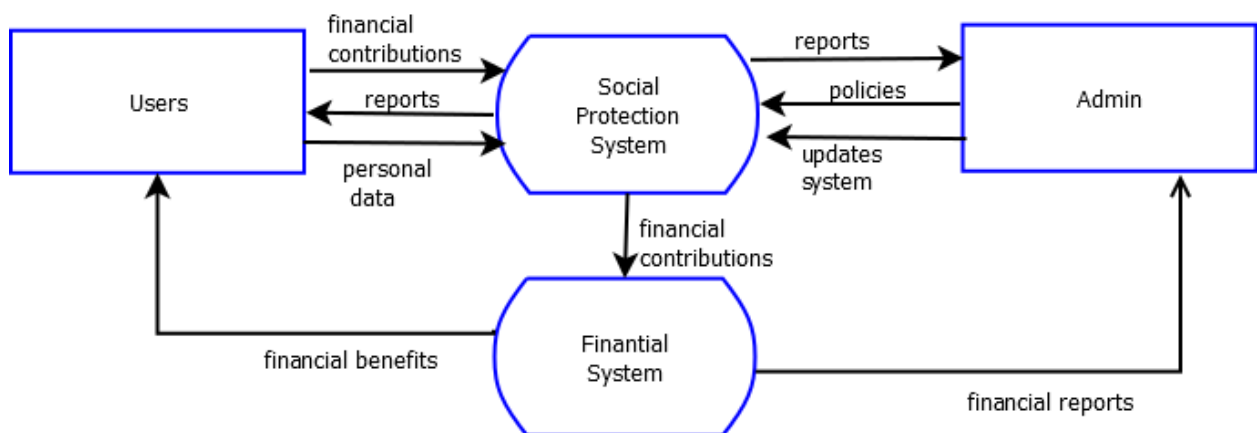 financial
contributions
reports
personal
data
Users
Social
Protection
System
reports
policies
updates
system
Admin
financial
contributions
Finantial
System
financial benefits
financial reports